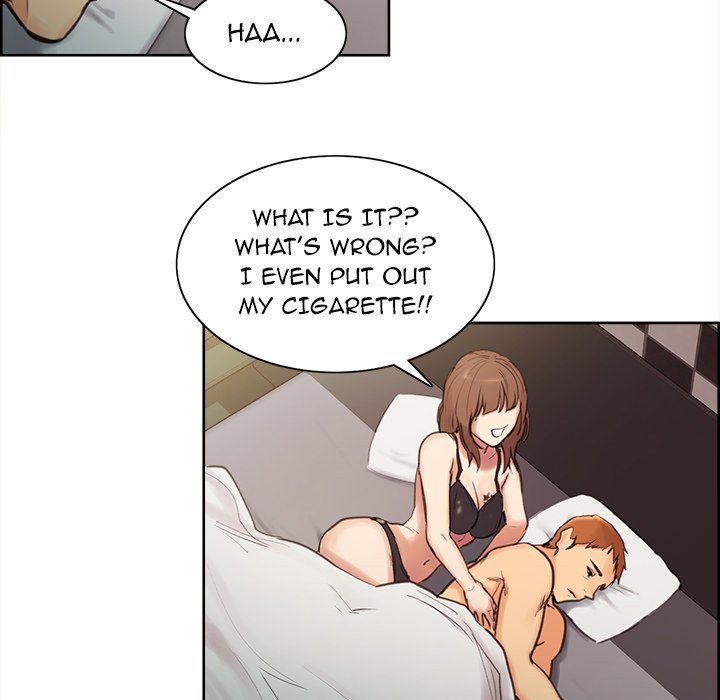 HAA...
WHAT IS IT??
WHAT'S WRONG?
I EVEN PUT OUT
MY CIGARETTE!!